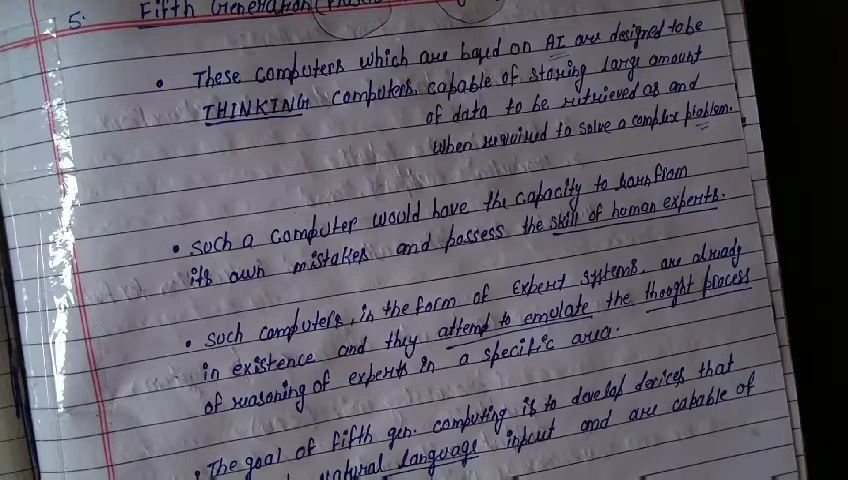 5. Fifth Generation (
• These computers which are based on AI are designed to be
THINKING computers, capable of storing large amount
of data to be retrieved as and
when required to solve a complex problem.
• such a computer would have the capacity to learn from
its own mistakes and possess the skill of human experts.
• such computers, in the form of expert systems, are already
in existence and they attemp to emulate the thought process
of reasoning of experts in a specific area.
• The goal of fifth gen. computing is to develop devices that
natural language input and are capable of